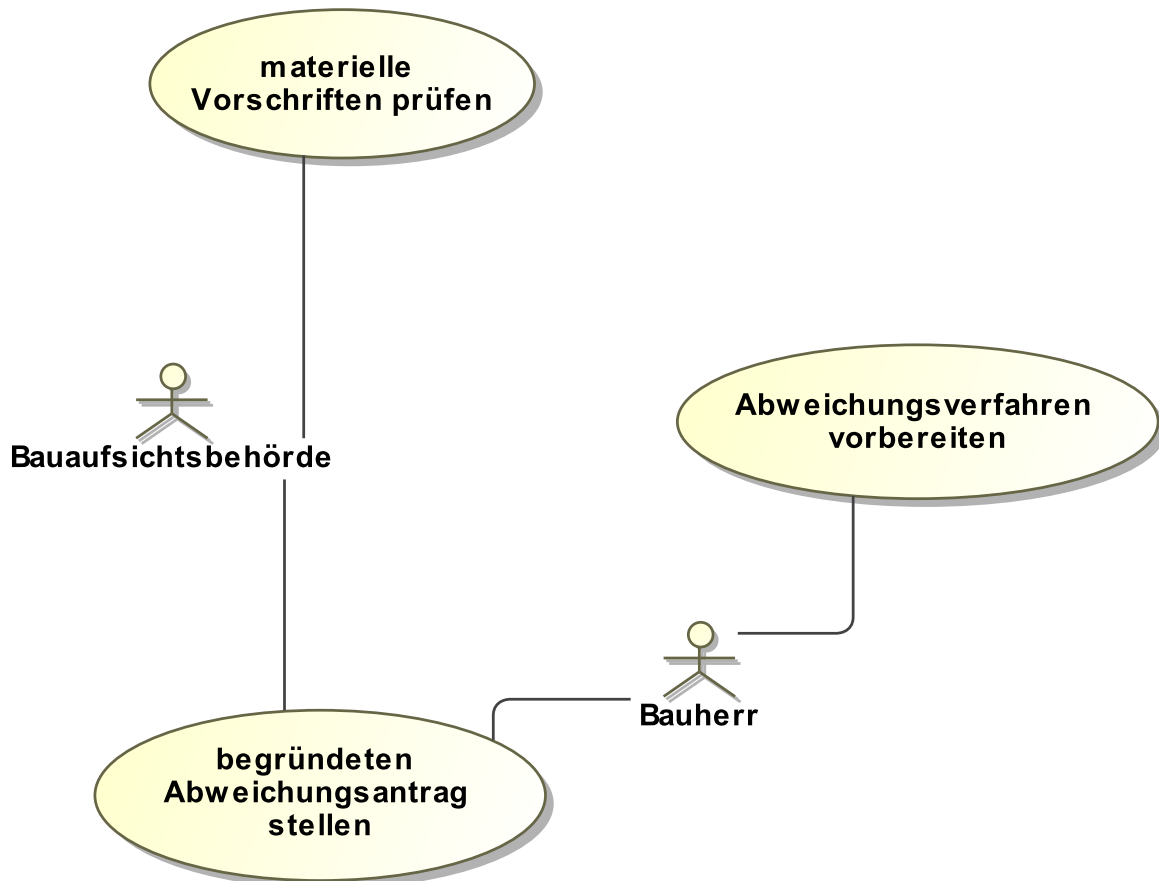 materielle
Vorschriften prüfen
Abweichungsverfahren
vorbereiten
Bauaufsichtsbehörde
Bauherr
begründeten
Abweichungsantrag
stellen